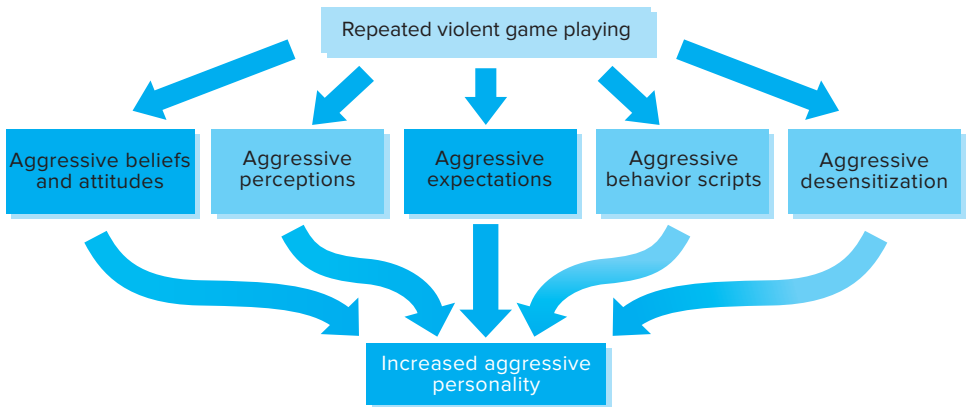 Repeated violent game playing
Aggressive beliefs
and attitudes
Aggressive
perceptions
Aggressive
expectations
Aggressive
behavior scripts
Aggressive
desensitization
Increased aggressive
personality